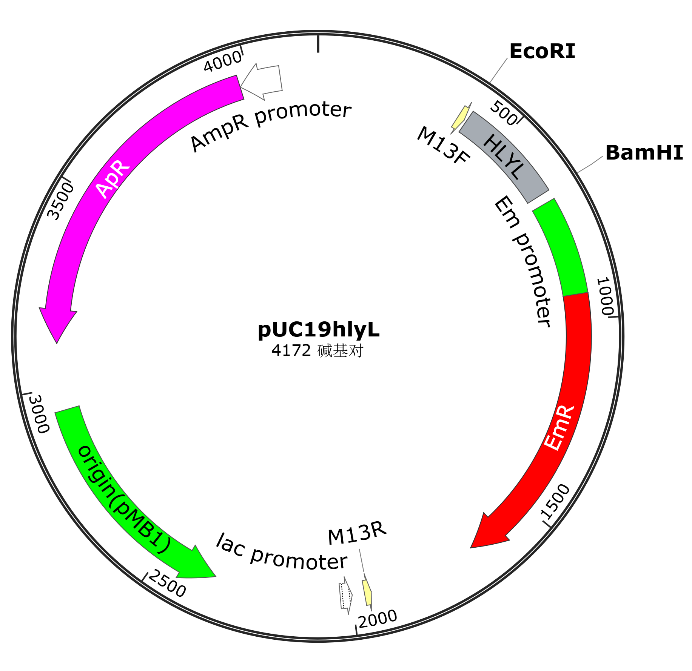 EcoRI
500
BamHI
M13F
HLYL
Em promoter
1000
EmR
1500
M13R
2000
lac promoter
2500
origin(pMB1)
3000
3500
ApR
4000
AmpR promoter
pUC19hlyL
4172 碱基对